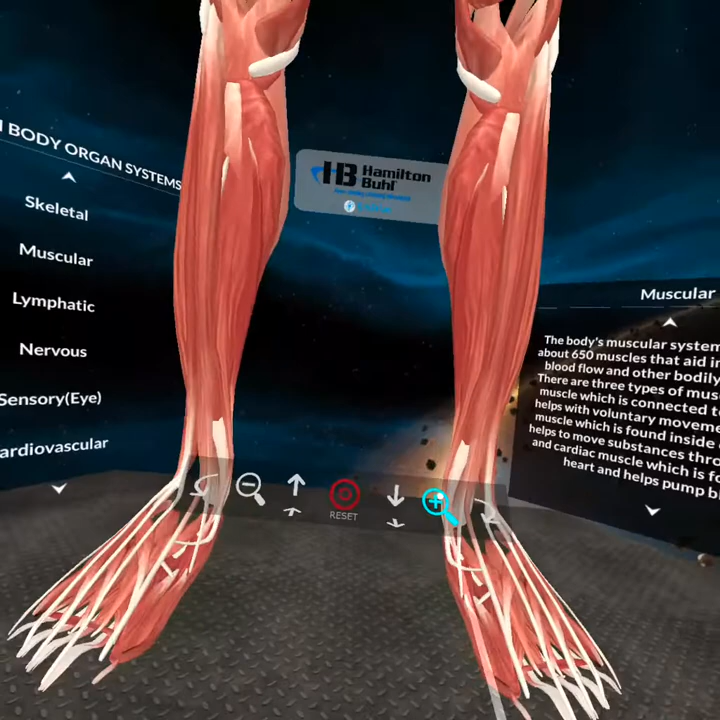 BODY ORGAN SYSTEMS
Skeletal
Muscular
Lymphatic
Nervous
Sensory(Eye)
ardiovascular
HB Hamilton
Buhl
RESET
Muscular
The body's muscular system
about 650 muscles that aid in
blood flow and other bodily
There are three types of mus
muscle which is connected to
helps with voluntary moveme
muscle which is found inside
helps to move substances thro
and cardiac muscle which is fo
heart and helps pump bl